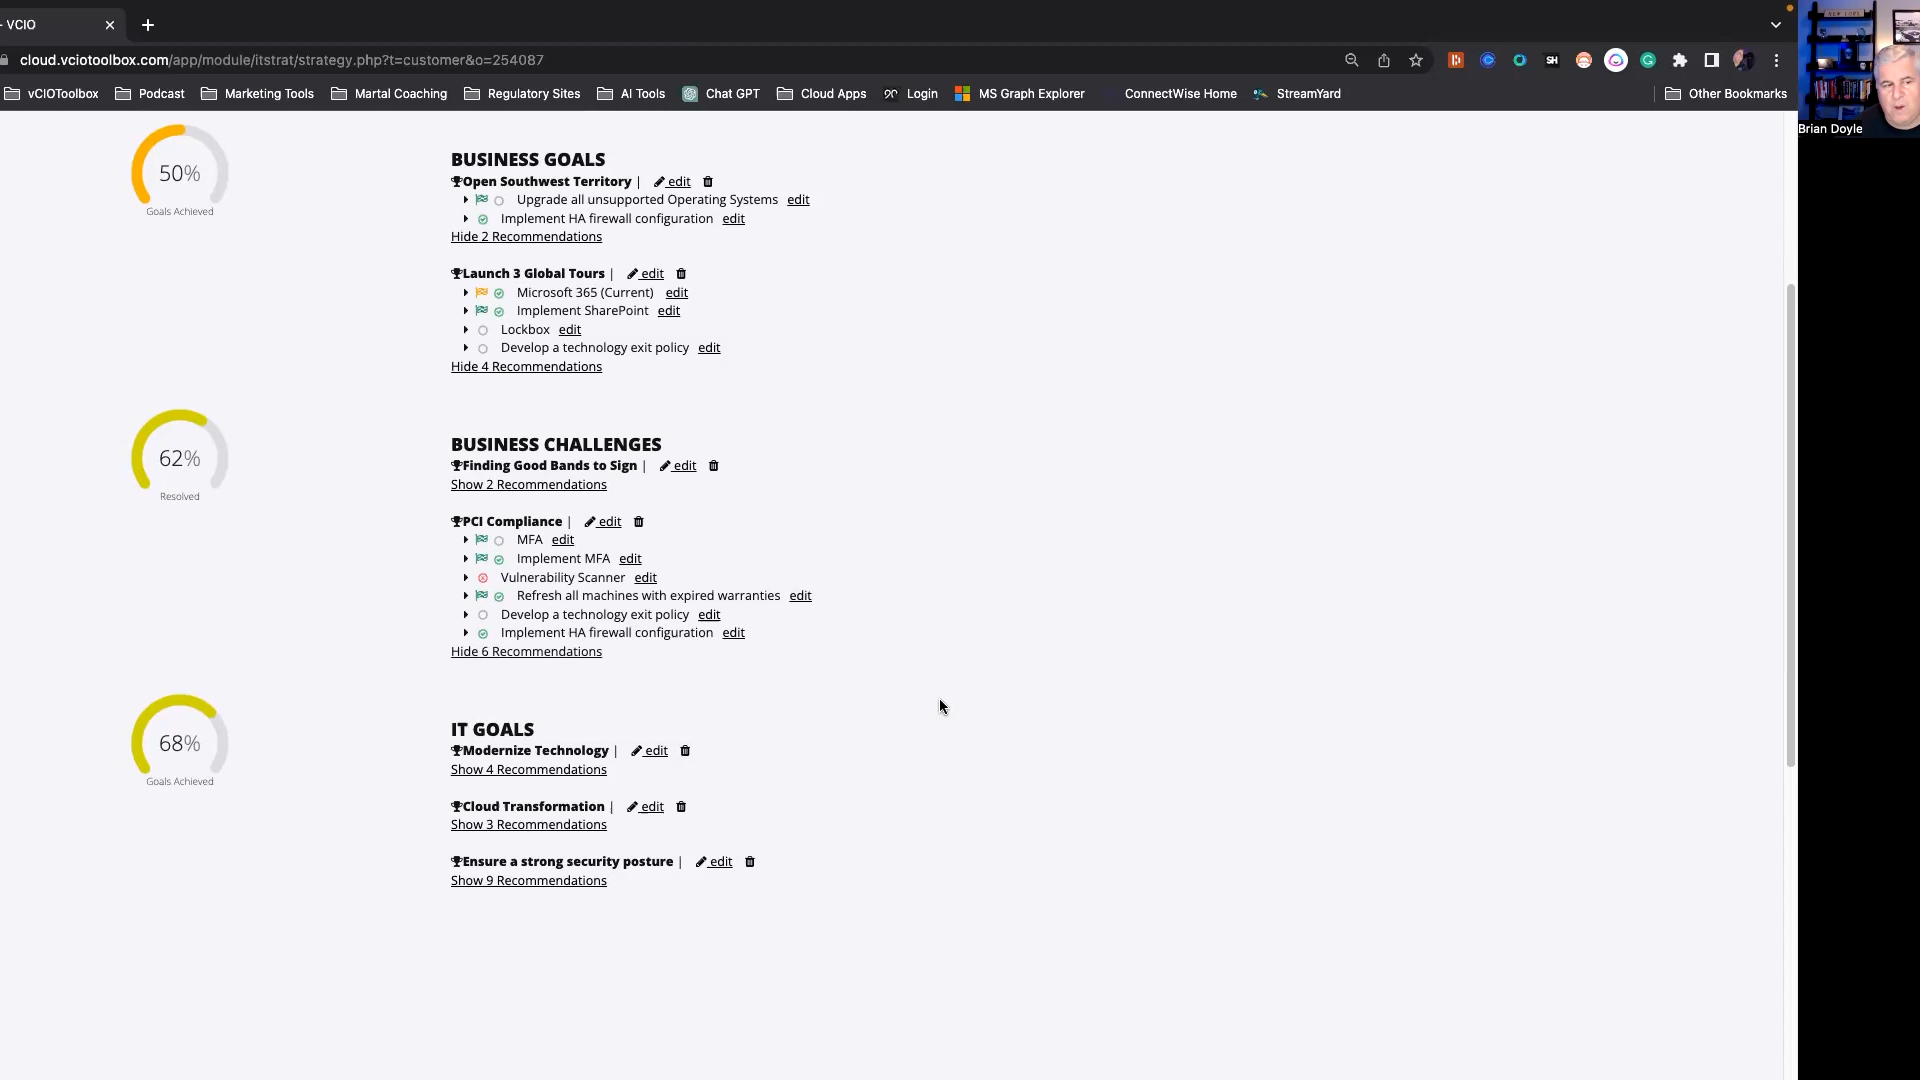 - VCIO
cloud.vciotoolbox.com/app/module/itstrat/strategy.php?t=customer&o=254087
SH
vCIOToolbox Podcast Marketing Tools Martal Coaching Regulatory Sites AI Tools Chat GPT Cloud Apps Login MS Graph Explorer ConnectWise Home StreamYard Other Bookmarks
NEW YORK
Brian Doyle
50%
Goals Achieved
BUSINESS GOALS
Open Southwest Territory | edit
Upgrade all unsupported Operating Systems edit
Implement HA firewall configuration edit
Hide 2 Recommendations
Launch 3 Global Tours | edit
Microsoft 365 (Current) edit
Implement SharePoint edit
Lockbox edit
Develop a technology exit policy edit
Hide 4 Recommendations
62%
Resolved
BUSINESS CHALLENGES
Finding Good Bands to Sign | edit
Show 2 Recommendations
PCI Compliance | edit
MFA edit
Implement MFA edit
Vulnerability Scanner edit
Refresh all machines with expired warranties edit
Develop a technology exit policy edit
Implement HA firewall configuration edit
Hide 6 Recommendations
68%
Goals Achieved
IT GOALS
Modernize Technology | edit
Show 4 Recommendations
Cloud Transformation | edit
Show 3 Recommendations
Ensure a strong security posture | edit
Show 9 Recommendations